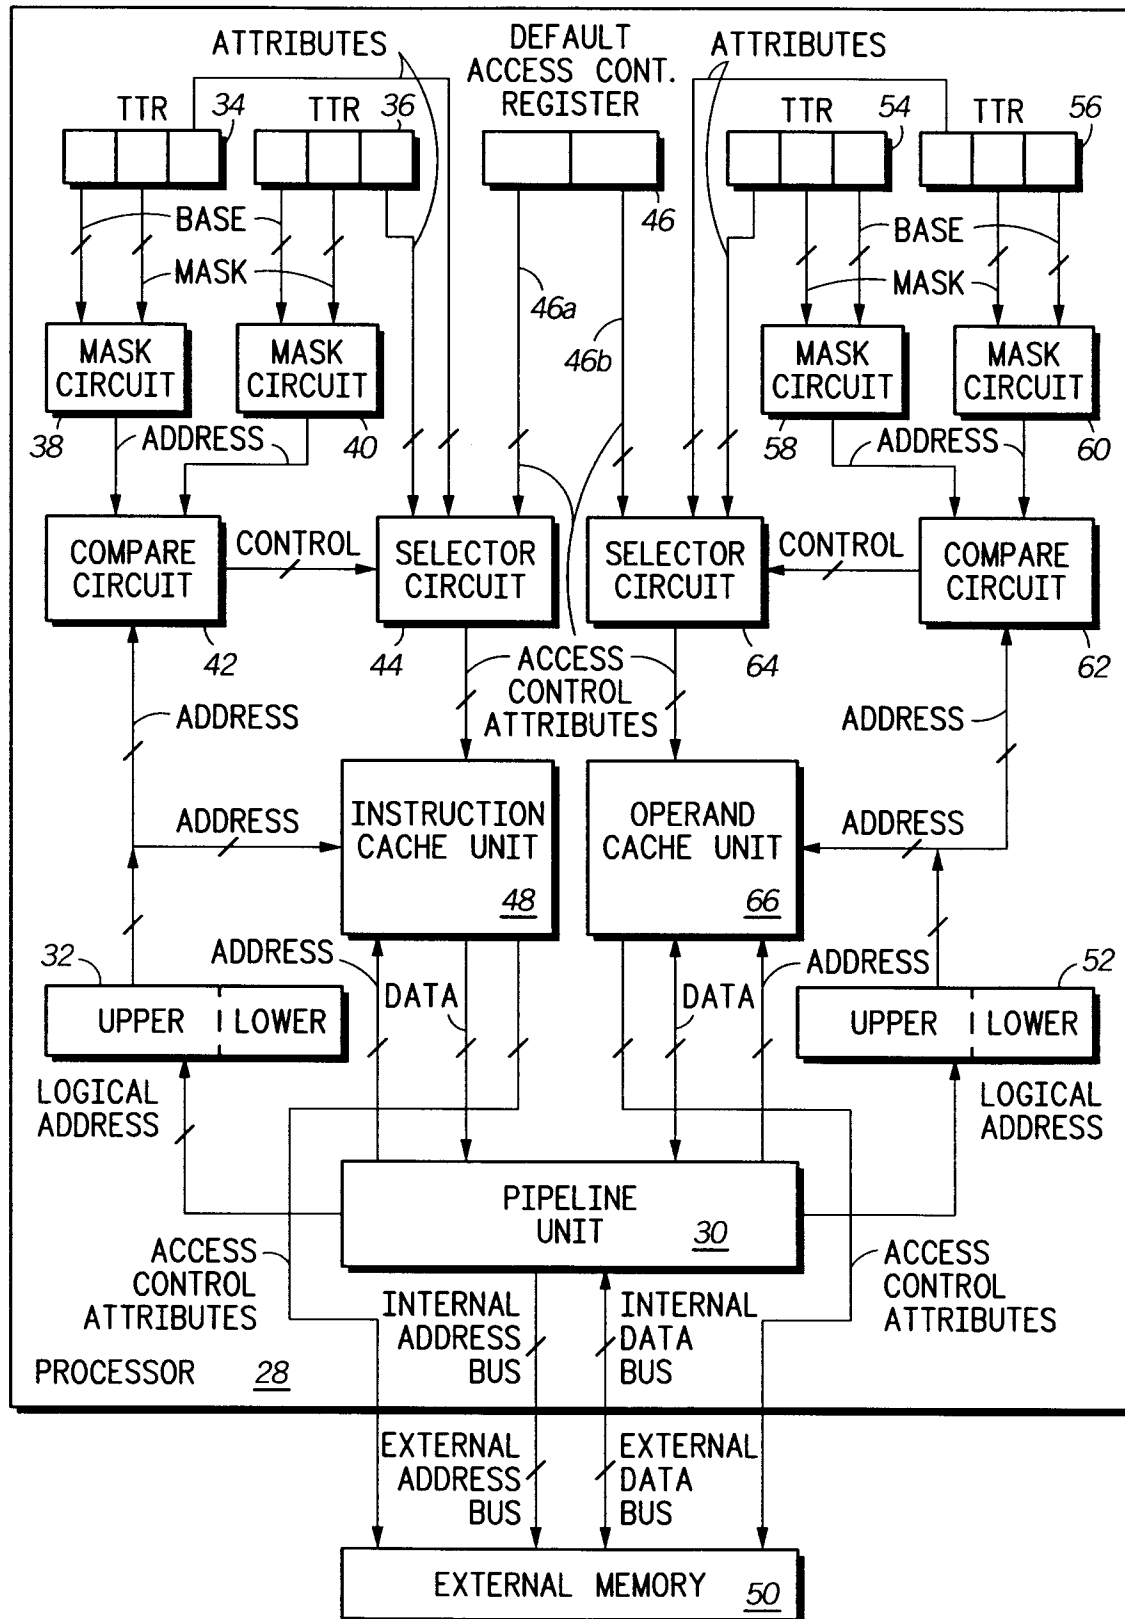 ATTRIBUTES
DEFAULT
ACCESS CONT.
REGISTER
ATTRIBUTES
TTR
34
TTR
36
TTR
54
TTR
56
46
BASE
MASK
BASE
MASK
46a
46b
MASK
CIRCUIT
38
MASK
CIRCUIT
40
MASK
CIRCUIT
58
MASK
CIRCUIT
60
ADDRESS
ADDRESS
COMPARE
CIRCUIT
42
CONTROL
SELECTOR
CIRCUIT
44
SELECTOR
CIRCUIT
64
CONTROL
COMPARE
CIRCUIT
62
ACCESS
CONTROL
ATTRIBUTES
ADDRESS
ADDRESS
ADDRESS
INSTRUCTION
CACHE UNIT
48
OPERAND
CACHE UNIT
66
ADDRESS
32
ADDRESS
DATA
DATA
ADDRESS
52
UPPER
LOWER
UPPER
LOWER
LOGICAL
ADDRESS
LOGICAL
ADDRESS
PIPELINE
UNIT
30
ACCESS
CONTROL
ATTRIBUTES
INTERNAL
ADDRESS
BUS
INTERNAL
DATA
BUS
ACCESS
CONTROL
ATTRIBUTES
PROCESSOR 28
EXTERNAL
ADDRESS
BUS
EXTERNAL
DATA
BUS
EXTERNAL MEMORY 50